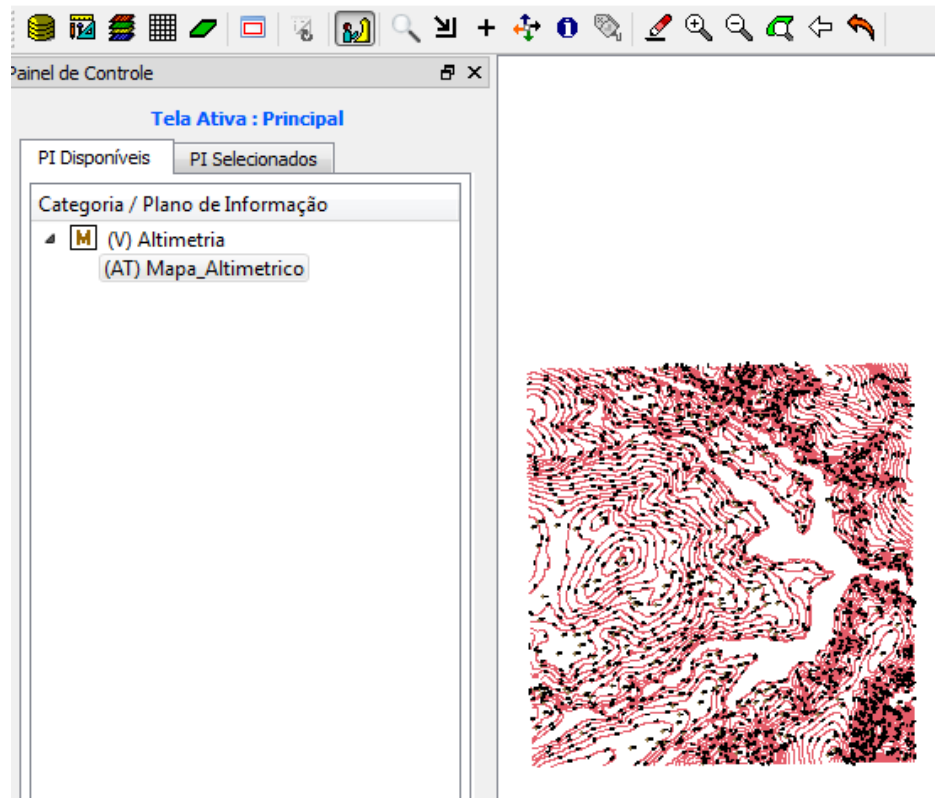 Painel de Controle
Tela Ativa : Principal
PI Disponíveis
PI Selecionados
Categoria / Plano de Informação
M (V) Altimetria
(AT) Mapa_Altimetrico